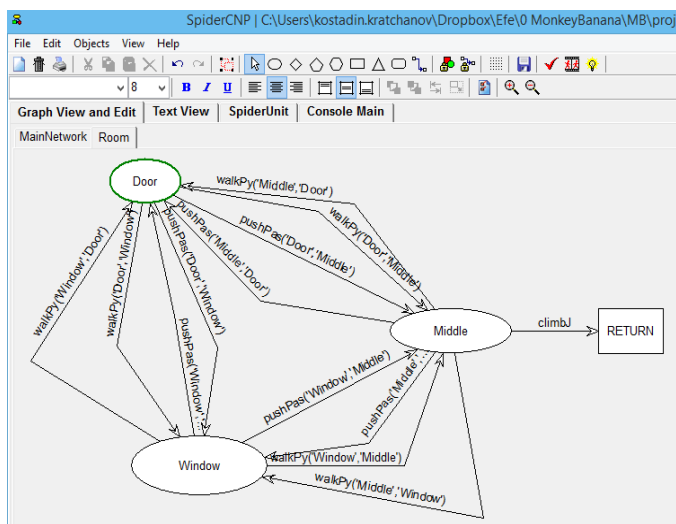 SpiderCNP | C:\Users\kostadin.kratchanov\Dropbox\Efe\0 MonkeyBanana\MB\proj
File Edit Objects View Help
8 B I U
Graph View and Edit Text View SpiderUnit Console Main
MainNetwork Room
Door
walkPy('Middle','Door')
walkPy('Door','Middle')
pushPas('Door','Middle')
pushPas('Middle','Door')
pushPas('Door','Window')
walkPy('Window','Door')
walkPy('Door','Window')
pushPas('Window',...
Middle
climbJ
RETURN
pushPas('Window','Middle')
pushPas('Middle',...
Window
walkPy('Window','Middle')
walkPy('Middle','Window')